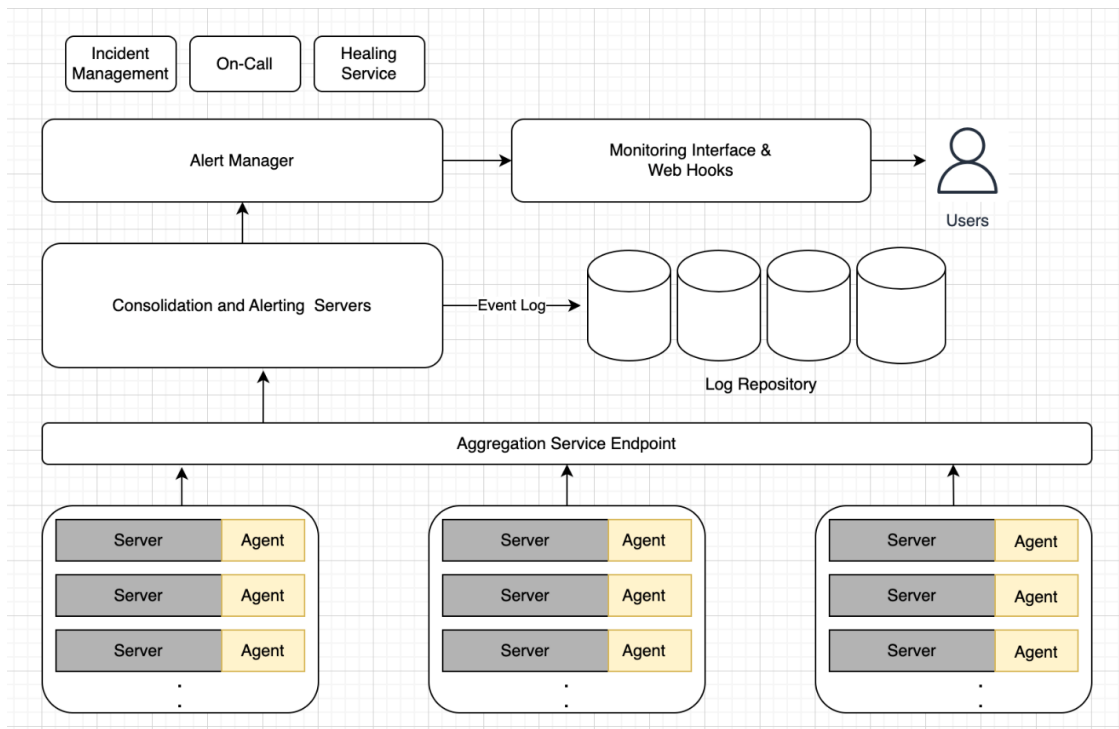 Incident
Management
On-Call
Healing
Service
Alert Manager
Monitoring Interface &
Web Hooks
Users
Consolidation and Alerting Servers
Event Log
Log Repository
Aggregation Service Endpoint
Server Agent
Server Agent
Server Agent
:
Server Agent
Server Agent
Server Agent
:
Server Agent
Server Agent
Server Agent
: